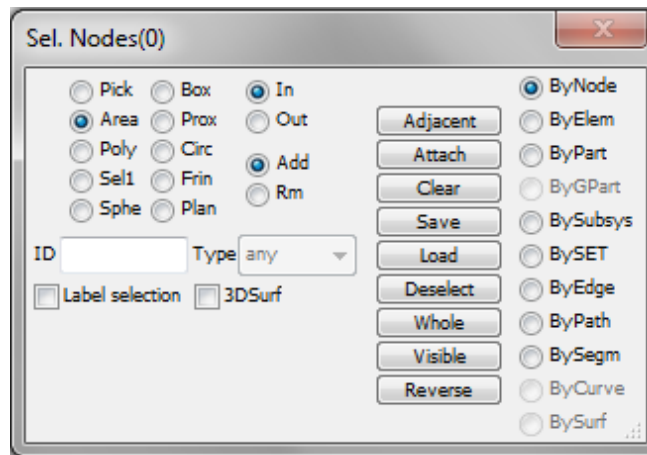 Sel. Nodes(0)
Pick Box In
Area Prox Out
Poly Circ Add
Sel1 Frin Rm
Sphe Plan
ID Type any
Label selection 3DSurf
Adjacent
Attach
Clear
Save
Load
Deselect
Whole
Visible
Reverse
ByNode
ByElem
ByPart
ByGPart
BySubsys
BySET
ByEdge
ByPath
BySegm
ByCurve
BySurf